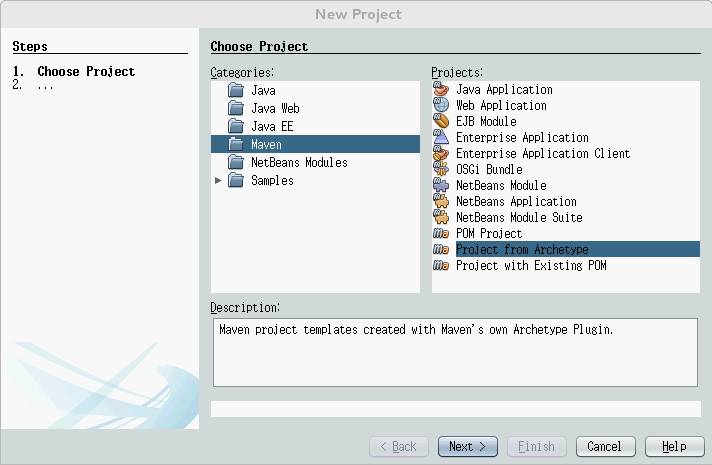 New Project
Steps
1. Choose Project
2. ...
Choose Project
Categories:
Java
Java Web
Java EE
Maven
NetBeans Modules
Samples
Projects:
Java Application
Web Application
EJB Module
Enterprise Application
Enterprise Application Client
OSGi Bundle
NetBeans Module
NetBeans Application
NetBeans Module Suite
POM Project
Project from Archetype
Project with Existing POM
Description:
Maven project templates created with Maven's own Archetype Plugin.
< Back
Next >
Finish
Cancel
Help